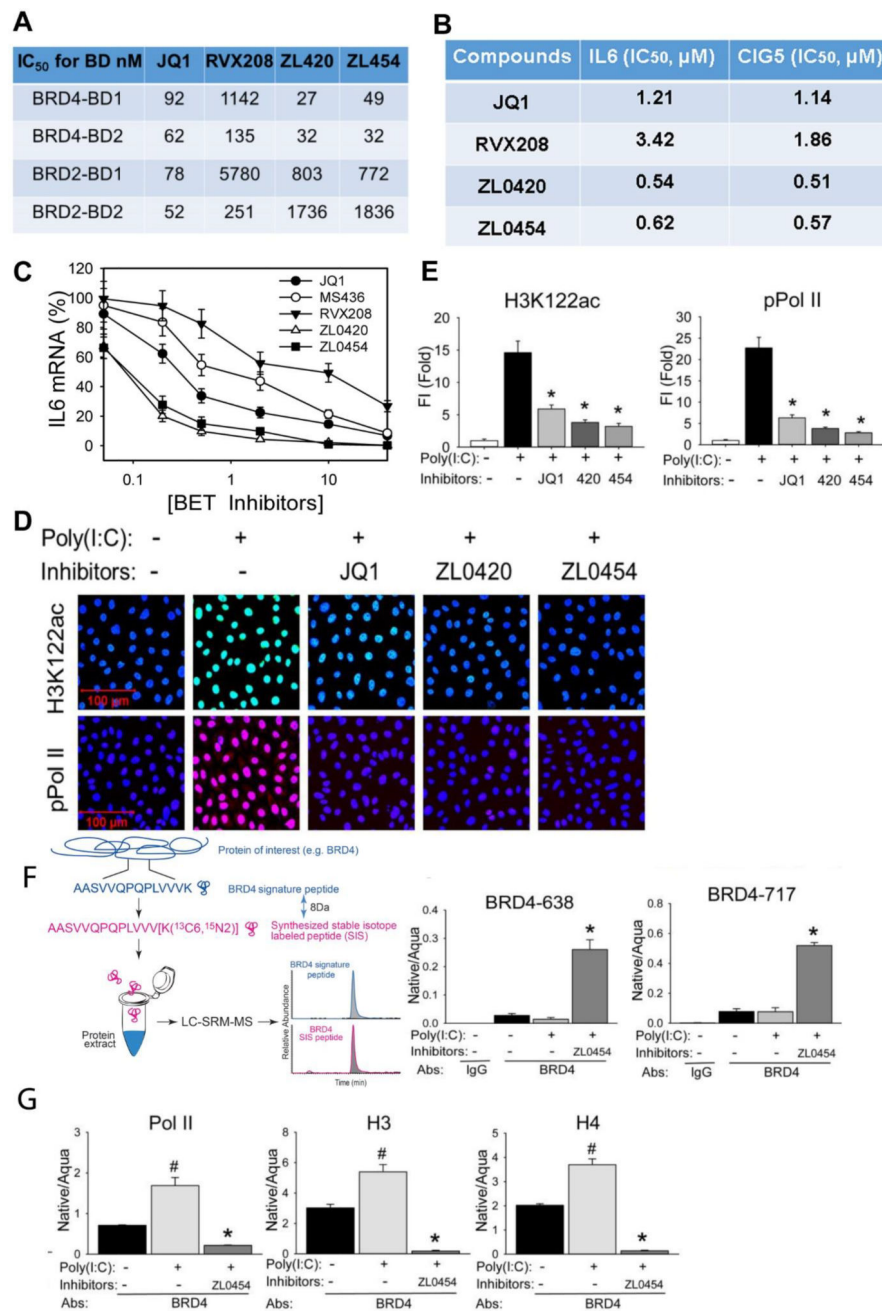 A
IC50 for BD nM JQ1 RVX208 ZL420 ZL454
BRD4-BD1 92 1142 27 49
BRD4-BD2 62 135 32 32
BRD2-BD1 78 5780 803 772
BRD2-BD2 52 251 1736 1836
B
Compounds IL6 (IC50, μM) CIG5 (IC50, μM)
JQ1 1.21 1.14
RVX208 3.42 1.86
ZL0420 0.54 0.51
ZL0454 0.62 0.57
C
IL6 mRNA (%)
120
100
80
60
40
20
0
JQ1
MS436
RVX208
ZL0420
ZL0454
0.1 1 10
[BET Inhibitors]
E
H3K122ac
FI (Fold)
20
15
10
5
0
* * *
Poly(I:C): - + + + +
Inhibitors: - - JQ1 420 454
pPol II
FI (Fold)
30
25
20
15
10
5
0
* * *
Poly(I:C): - + + + +
Inhibitors: - - JQ1 420 454
D
Poly(I:C): - + + + +
Inhibitors: - - JQ1 ZL0420 ZL0454
H3K122ac
100 μm
pPol II
100 μm
F
Protein of interest (e.g. BRD4)
AASVVQPQPLVVVK
BRD4 signature peptide
8Da
AASVVQPQPLVVV[K(13C6,15N2)]
Synthesized stable isotope
labeled peptide (SIS)
Protein
extract
LC-SRM-MS
Relative Abundance
BRD4 signature
peptide
BRD4
SIS peptide
Time (min)
BRD4-638
Native/Aqua
0.4
0.3
0.2
0.1
0.0
*
Poly(I:C): - - + +
Inhibitors: - - - ZL0454
Abs: IgG BRD4
BRD4-717
Native/Aqua
0.8
0.6
0.4
0.2
0.0
*
Poly(I:C): - - + +
Inhibitors: - - - ZL0454
Abs: IgG BRD4
G
Pol II
Native/Aqua
3
2
1
0
# *
Poly(I:C): - + +
Inhibitors: - - ZL0454
Abs: BRD4
H3
Native/Aqua
9
6
3
0
# *
Poly(I:C): - + +
Inhibitors: - - ZL0454
Abs: BRD4
H4
Native/Aqua
5
4
3
2
1
0
# *
Poly(I:C): - + +
Inhibitors: - - ZL0454
Abs: BRD4